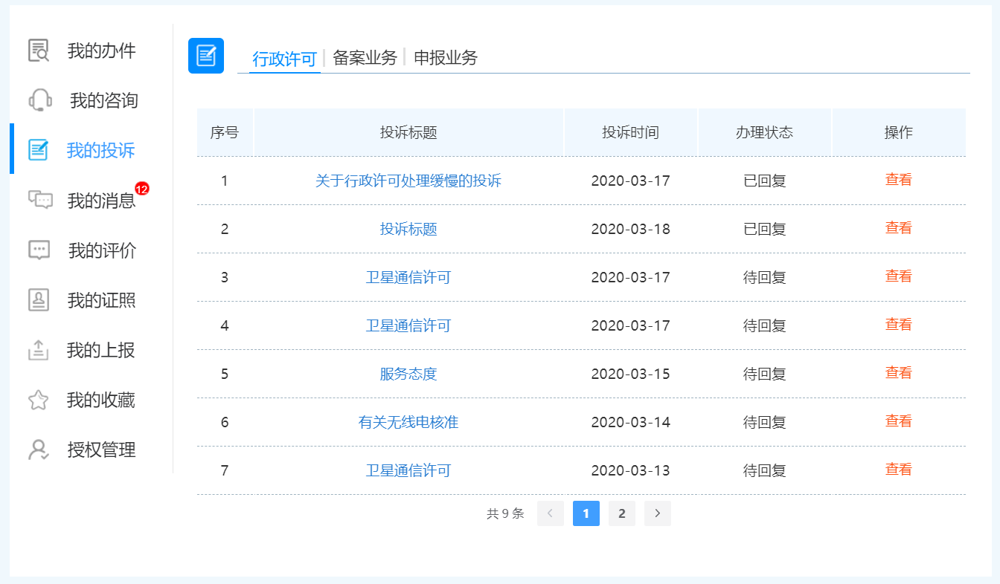 我的办件
我的咨询
我的投诉
我的消息 12
我的评价
我的证照
我的上报
我的收藏
授权管理
行政许可 备案业务 申报业务
序号 投诉标题 投诉时间 办理状态 操作
1 关于行政许可处理缓慢的投诉 2020-03-17 已回复 查看
2 投诉标题 2020-03-18 已回复 查看
3 卫星通信许可 2020-03-17 待回复 查看
4 卫星通信许可 2020-03-17 待回复 查看
5 服务态度 2020-03-15 待回复 查看
6 有关无线电核准 2020-03-14 待回复 查看
7 卫星通信许可 2020-03-13 待回复 查看
共 9 条 1 2